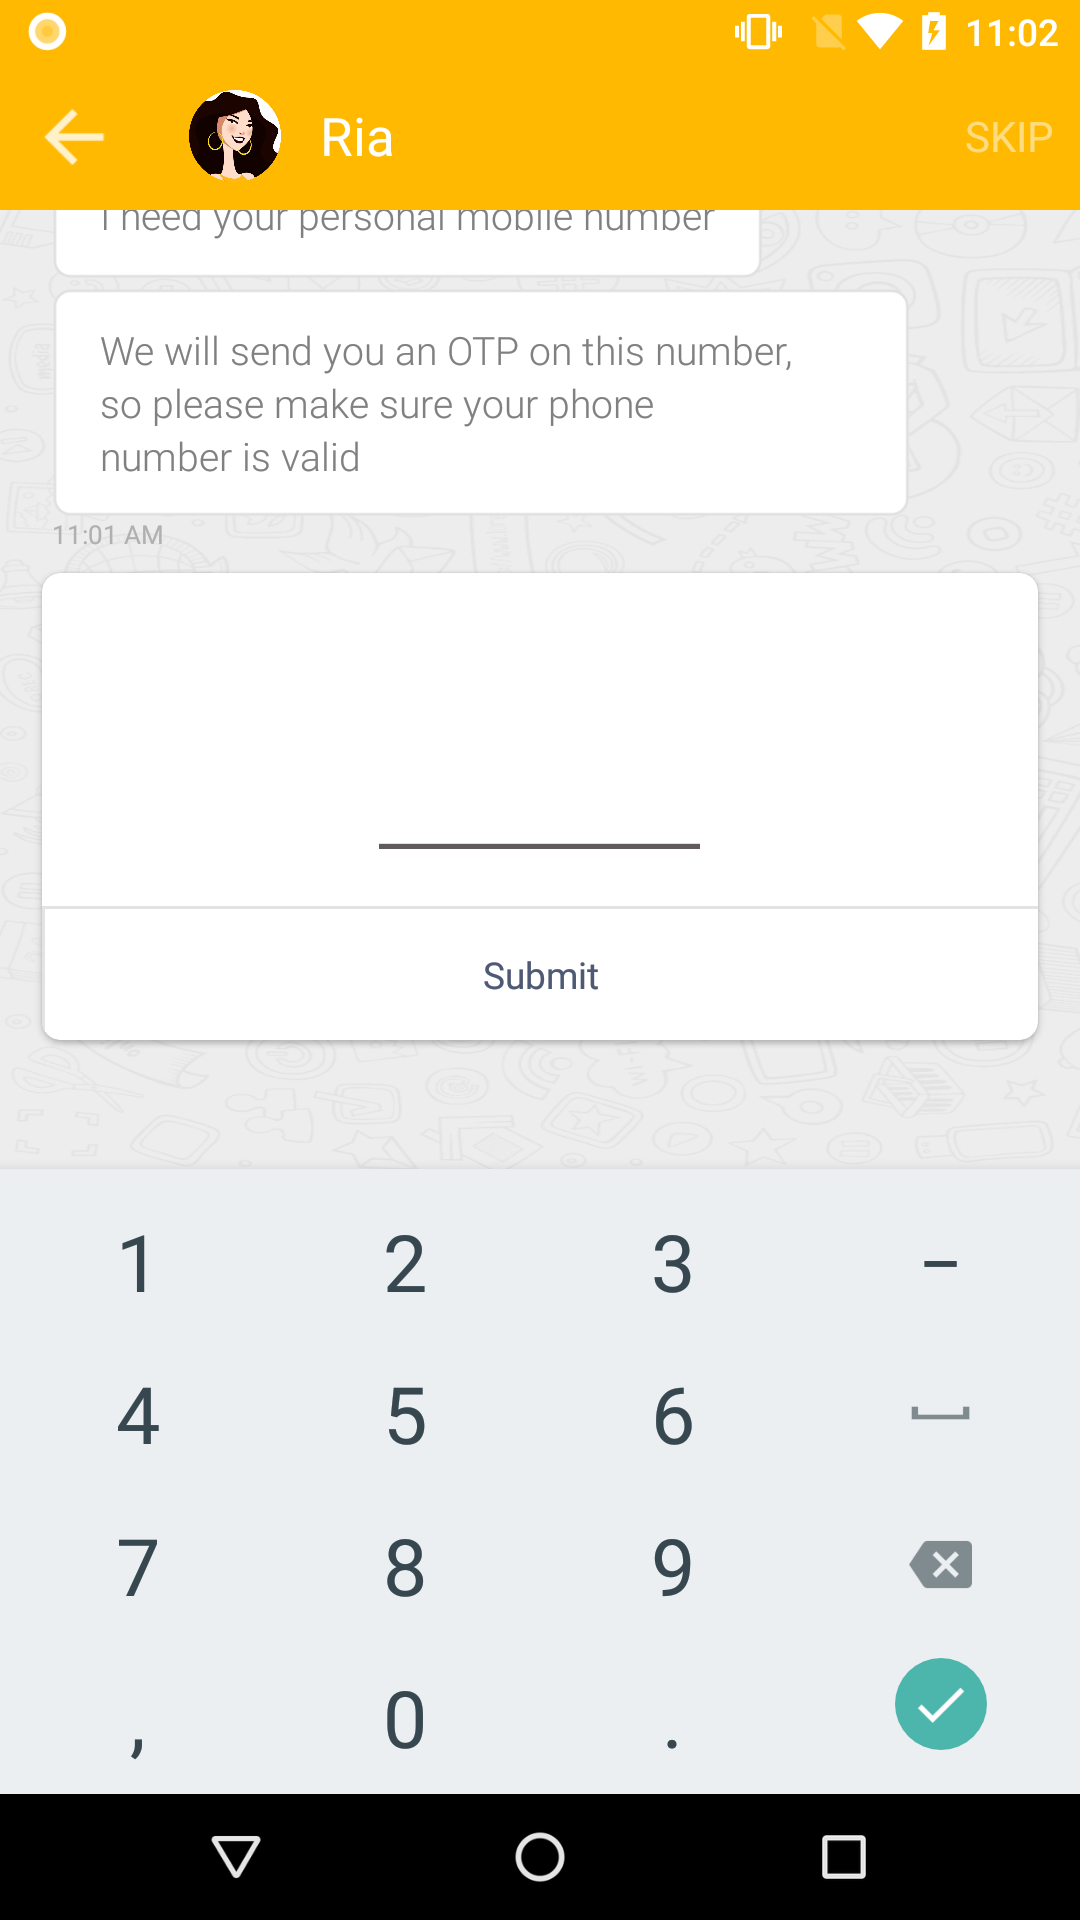 11:02
Ria
SKIP
I need your personal mobile number
We will send you an OTP on this number,
so please make sure your phone
number is valid
11:01 AM
Submit
1 2 3 –
4 5 6
7 8 9
, 0 .